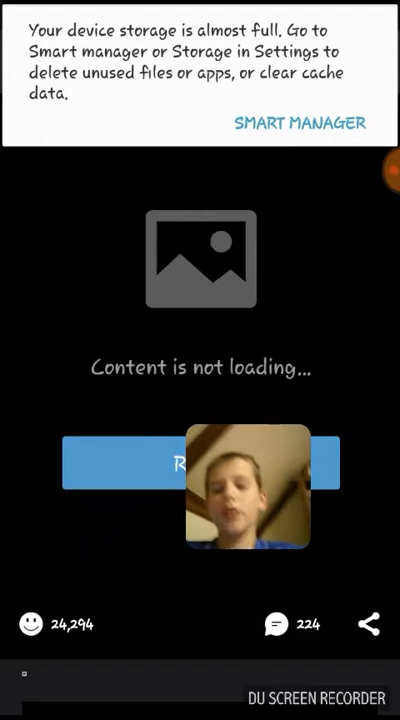 Your device storage is almost full. Go to
Smart manager or Storage in Settings to
delete unused files or apps, or clear cache
data.
SMART MANAGER
Content is not loading...
R
24,294
224
DU SCREEN RECORDER